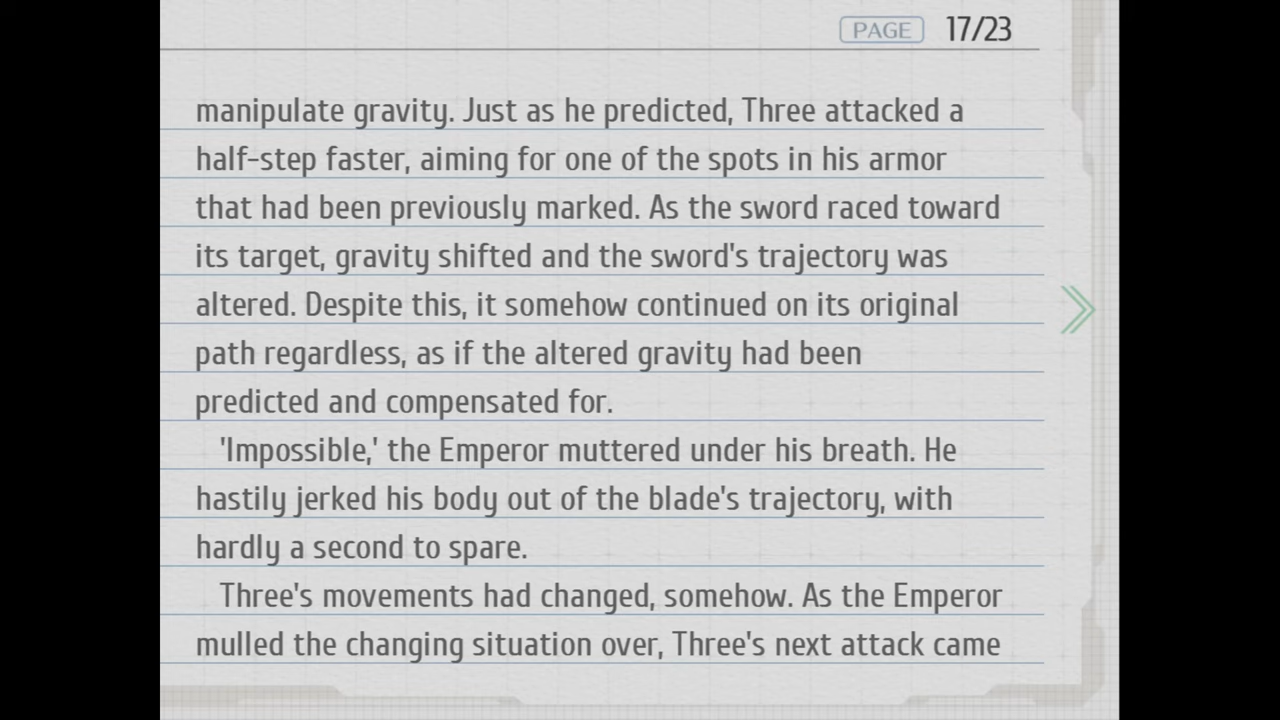 PAGE 17/23
manipulate gravity. Just as he predicted, Three attacked a
half-step faster, aiming for one of the spots in his armor
that had been previously marked. As the sword raced toward
its target, gravity shifted and the sword's trajectory was
altered. Despite this, it somehow continued on its original
path regardless, as if the altered gravity had been
predicted and compensated for.
'Impossible,' the Emperor muttered under his breath. He
hastily jerked his body out of the blade's trajectory, with
hardly a second to spare.
Three's movements had changed, somehow. As the Emperor
mulled the changing situation over, Three's next attack came